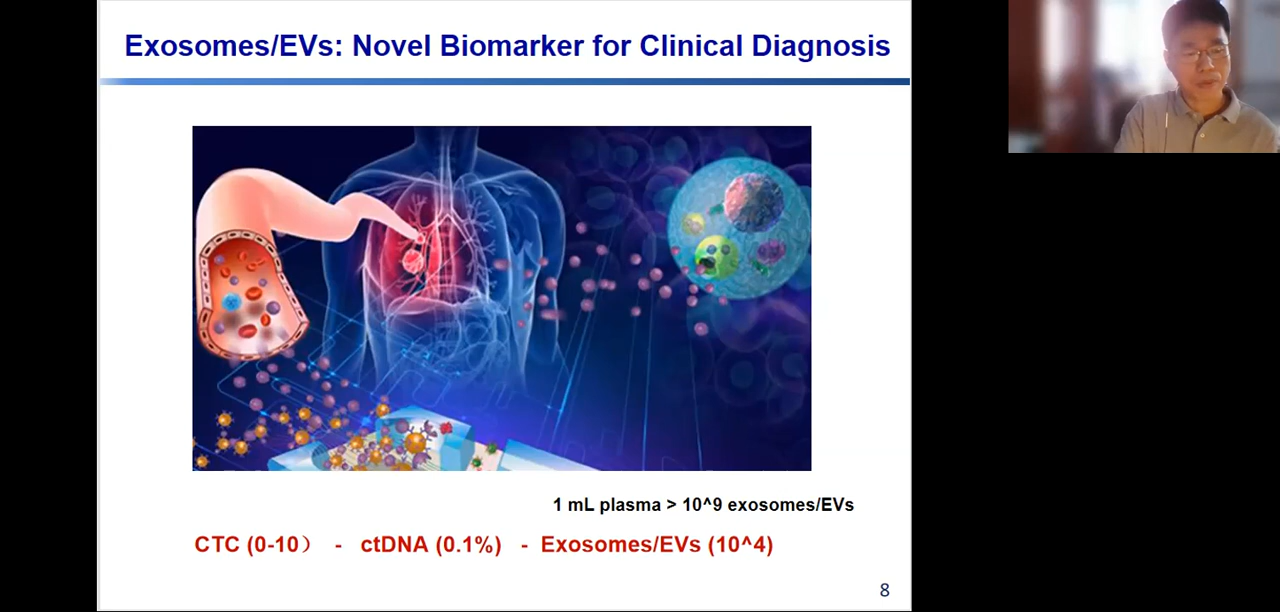 Exosomes/EVs: Novel Biomarker for Clinical Diagnosis
1 mL plasma > 10^9 exosomes/EVs
CTC (0-10） - ctDNA (0.1%) - Exosomes/EVs (10^4)
8